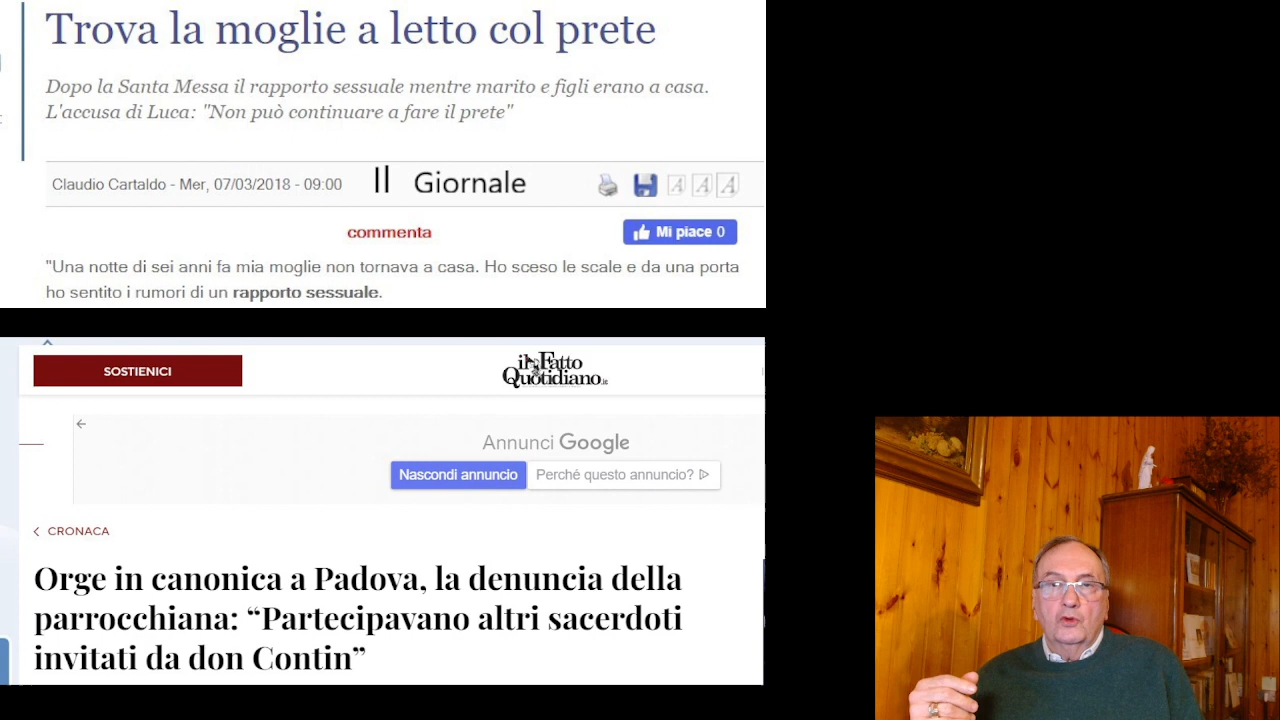 Trova la moglie a letto col prete
Dopo la Santa Messa il rapporto sessuale mentre marito e figli erano a casa.
L'accusa di Luca: "Non può continuare a fare il prete"
Claudio Cartaldo - Mer, 07/03/2018 - 09:00 Il Giornale A A A
commenta Mi piace 0
"Una notte di sei anni fa mia moglie non tornava a casa. Ho sceso le scale e da una porta
ho sentito i rumori di un rapporto sessuale.
SOSTIENICI
il Fatto
Quotidiano.it
Annunci Google
Nascondi annuncio Perché questo annuncio?
CRONACA
Orge in canonica a Padova, la denuncia della
parrocchiana: “Partecipavano altri sacerdoti
invitati da don Contin”